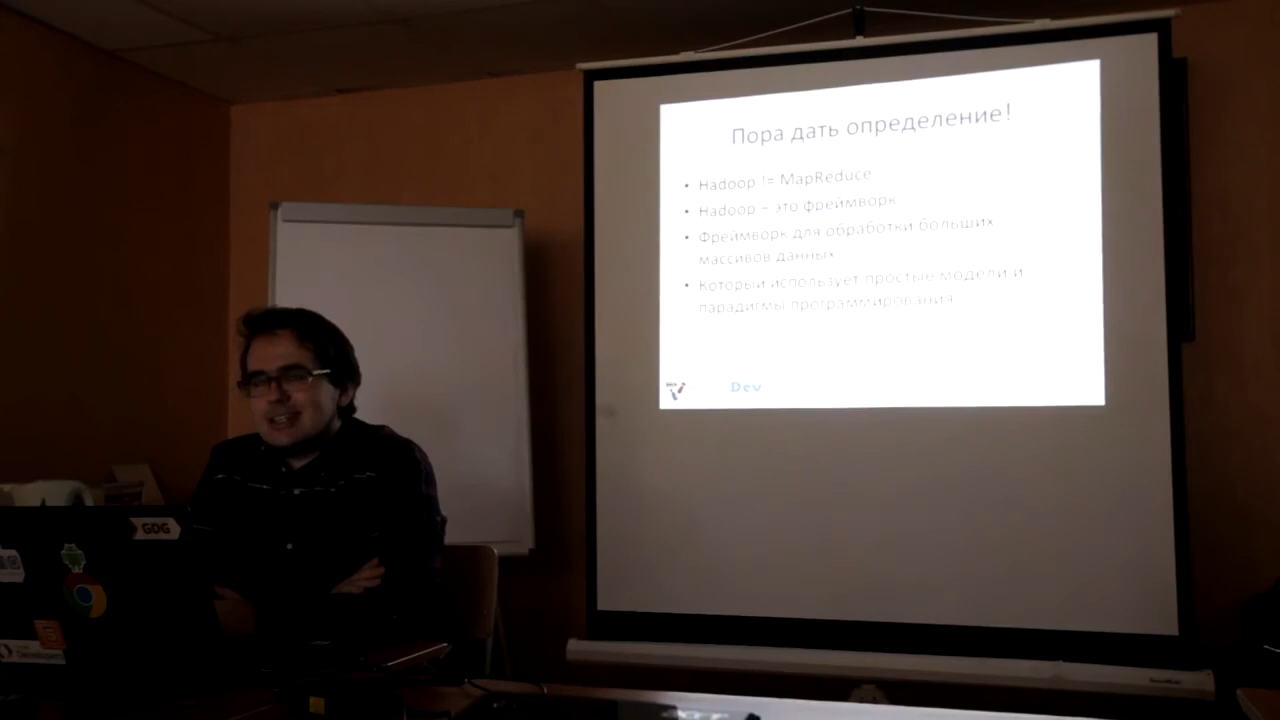 Пора дать определение!
• Hadoop != MapReduce
• Hadoop – это фреймворк
• Фреймворк для обработки больших
массивов данных
• Который использует простые модели и
парадигмы программирования
Dev
GDG
Developers